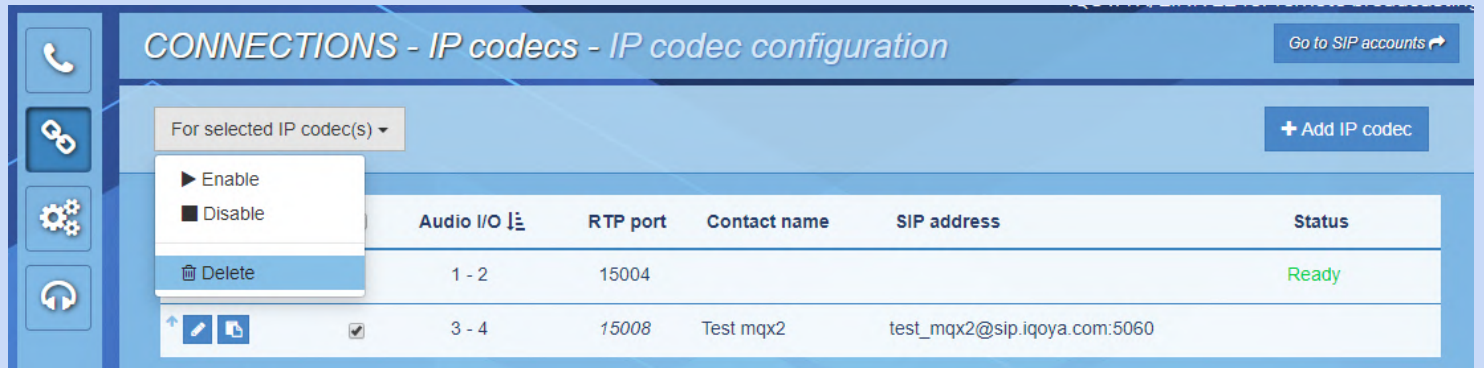 CONNECTIONS - IP codecs - IP codec configuration
Go to SIP accounts
For selected IP codec(s)
+ Add IP codec
Enable
Disable
Delete
Audio I/O RTP port Contact name SIP address Status
1 - 2 15004 Ready
3 - 4 15008 Test mqx2 test_mqx2@sip.iqoya.com:5060